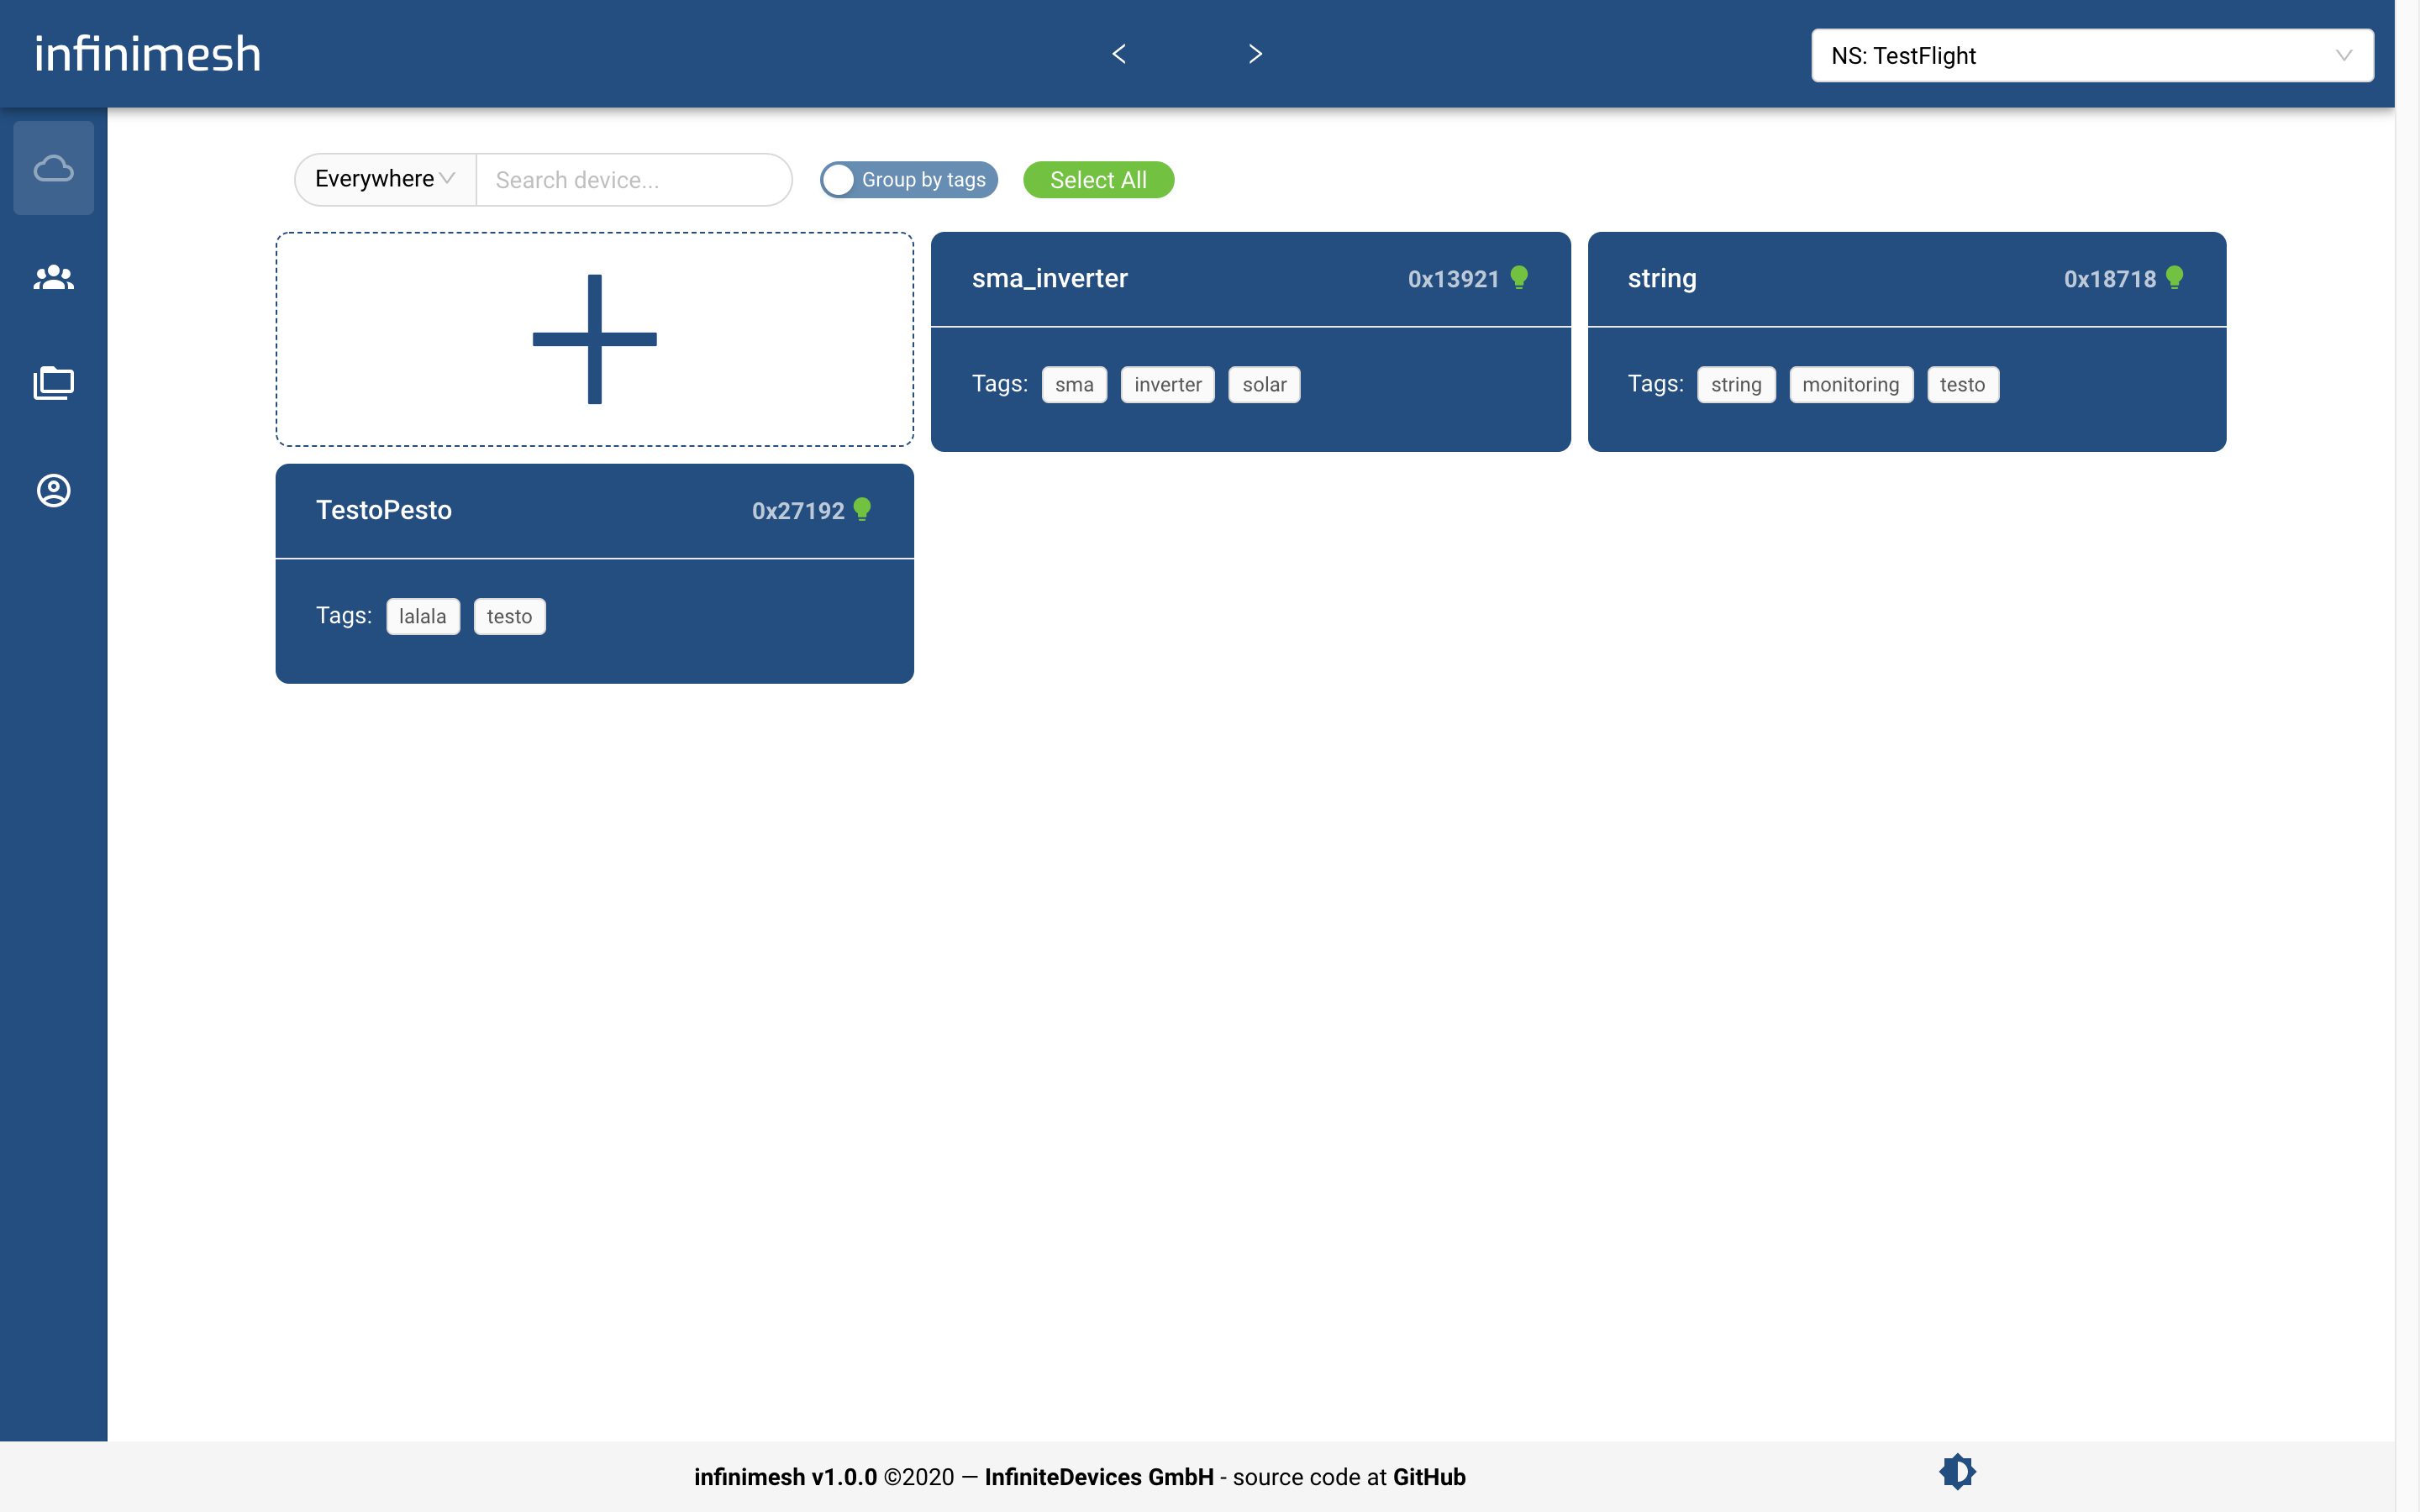 infinimesh
NS: TestFlight
Everywhere Search device... Group by tags Select All
sma_inverter 0x13921
Tags: sma inverter solar
string 0x18718
Tags: string monitoring testo
TestoPesto 0x27192
Tags: lalala testo
infinimesh v1.0.0 ©2020 — InfiniteDevices GmbH - source code at GitHub